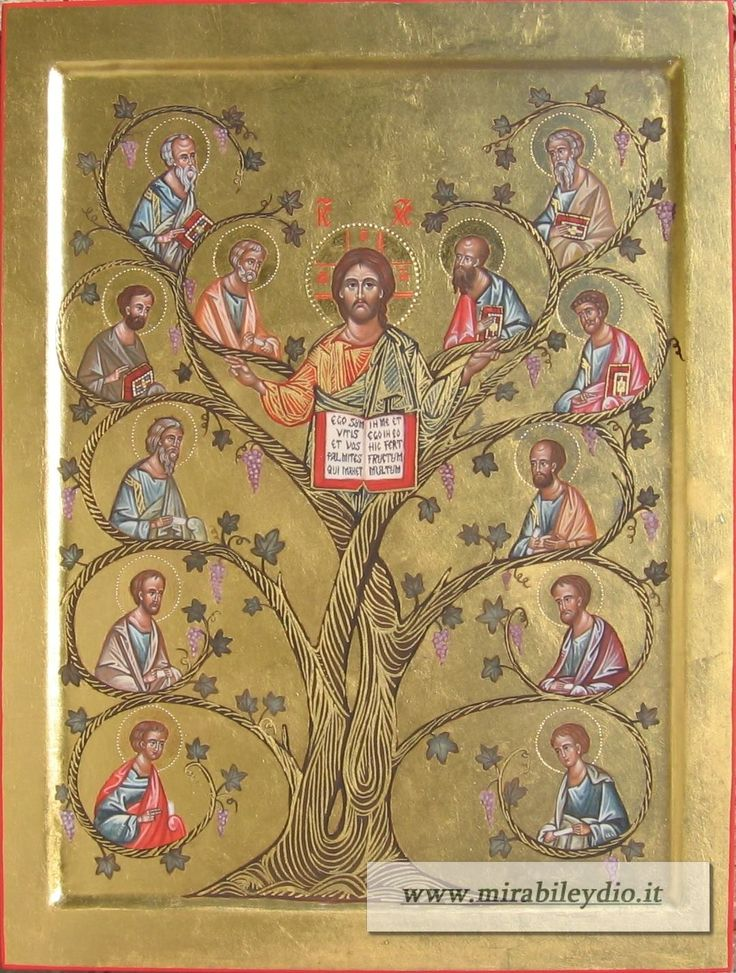 IC XC
EGO SUM
VITIS
ET VOS
PALMITES
QUI MANET
IN ME ET
EGO IN EO
HIC FERT
FRUCTUM
MULTUM
www.mirabileydio.it